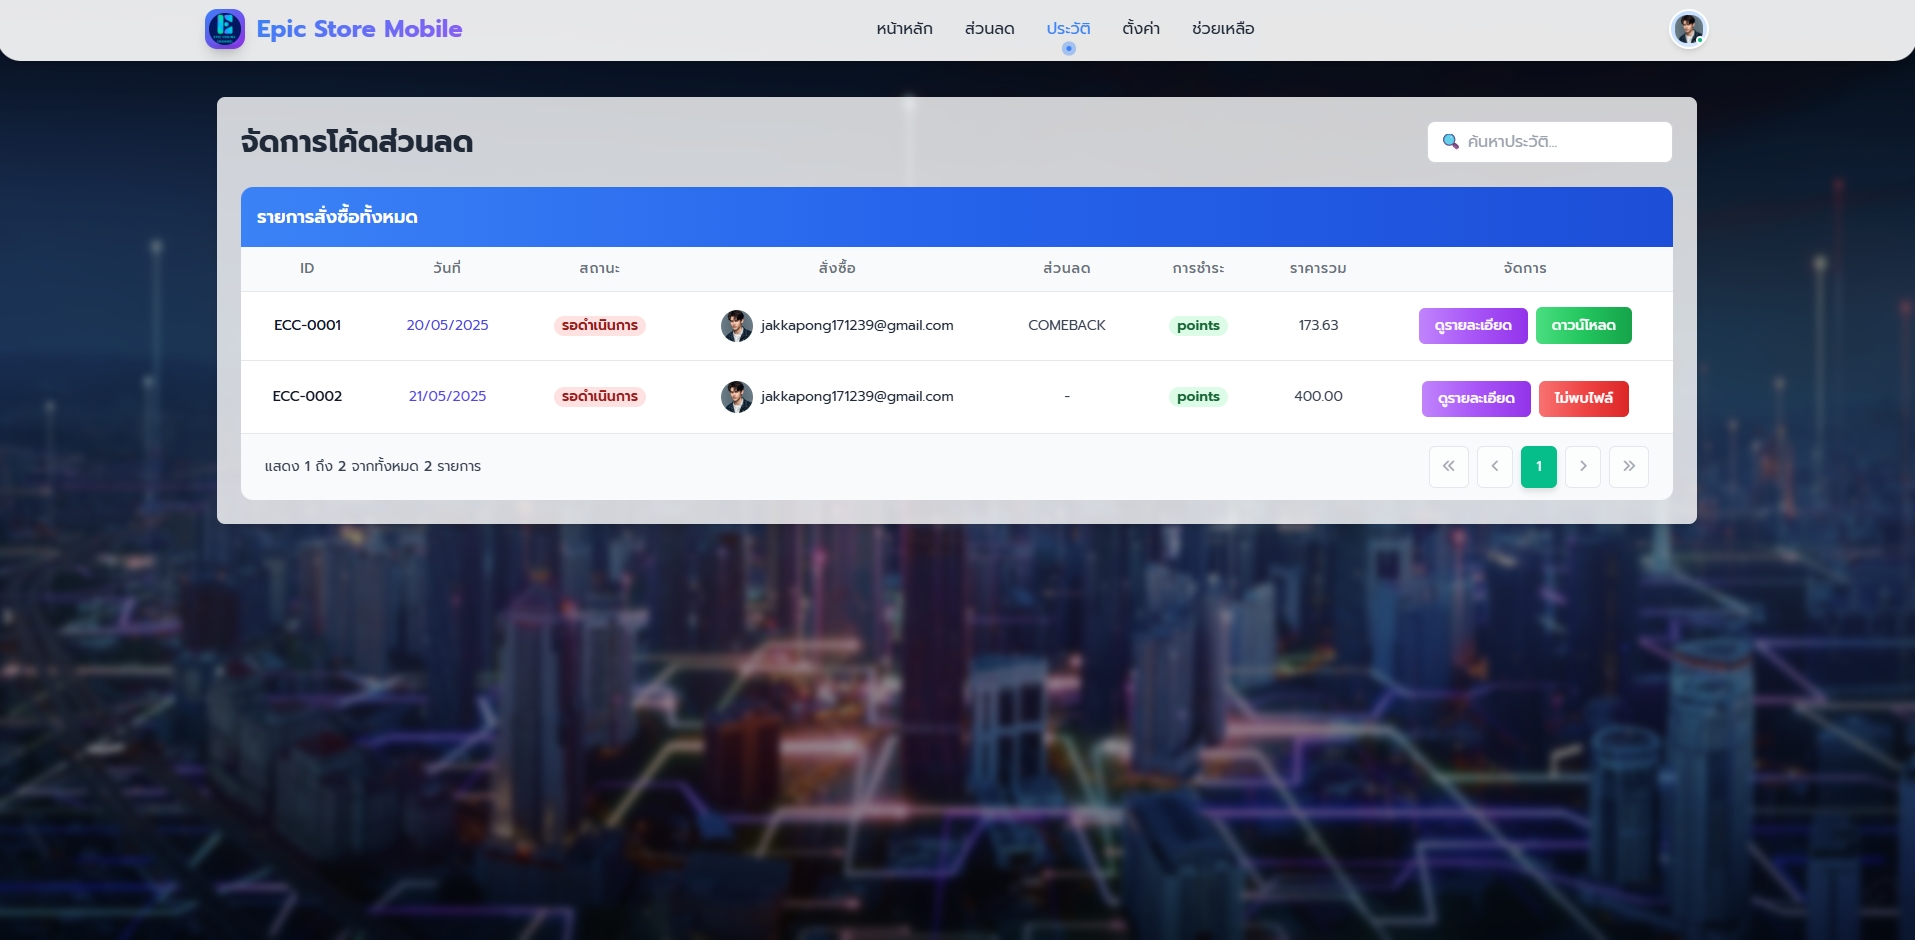 Epic Store Mobile
หน้าหลัก ส่วนลด ประวัติ ตั้งค่า ช่วยเหลือ
จัดการโค้ดส่วนลด
ค้นหาประวัติ...
รายการสั่งซื้อทั้งหมด
ID วันที่ สถานะ สั่งซื้อ ส่วนลด การชำระ ราคารวม จัดการ
ECC-0001 20/05/2025 รอดำเนินการ jakkapong171239@gmail.com COMEBACK points 173.63 ดูรายละเอียด ดาวน์โหลด
ECC-0002 21/05/2025 รอดำเนินการ jakkapong171239@gmail.com - points 400.00 ดูรายละเอียด ไม่พบไฟล์
แสดง 1 ถึง 2 จากทั้งหมด 2 รายการ
« ‹ 1 › »